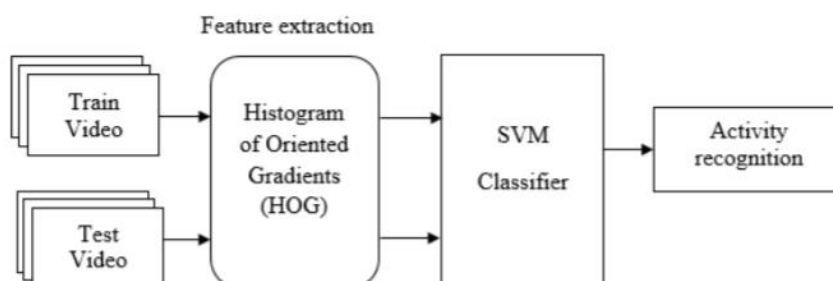 Feature extraction
Train
Video
Histogram
of Oriented
Gradients
(HOG)
SVM
Classifier
Activity
recognition
Test
Video